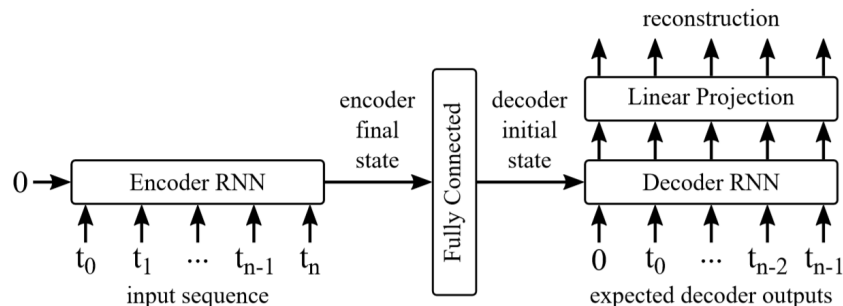 reconstruction
Linear Projection
encoder
final
state
Fully Connected
decoder
initial
state
0
Encoder RNN
Decoder RNN
t0 t1 ... tn-1 tn
0 t0 ... tn-2 tn-1
input sequence
expected decoder outputs